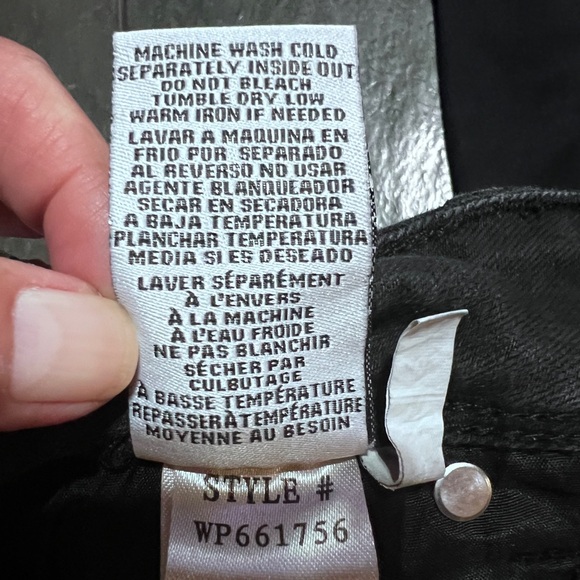 MACHINE WASH COLD
SEPARATELY INSIDE OUT
DO NOT BLEACH
TUMBLE DRY LOW
WARM IRON IF NEEDED
LAVAR A MAQUINA EN
FRIO POR SEPARADO
AL REVERSO NO USAR
AGENTE BLANQUEADOR
SECAR EN SECADORA
A BAJA TEMPERATURA
PLANCHAR TEMPERATURA
MEDIA SI ES DESEADO
LAVER SÉPARÉMENT
À L'ENVERS
À LA MACHINE
À L'EAU FROIDE
NE PAS BLANCHIR
SÉCHER PAR
CULBUTAGE
À BASSE TEMPÉRATURE
REPASSER À TEMPÉRATURE
MOYENNE AU BESOIN
STYLE #
WP661756